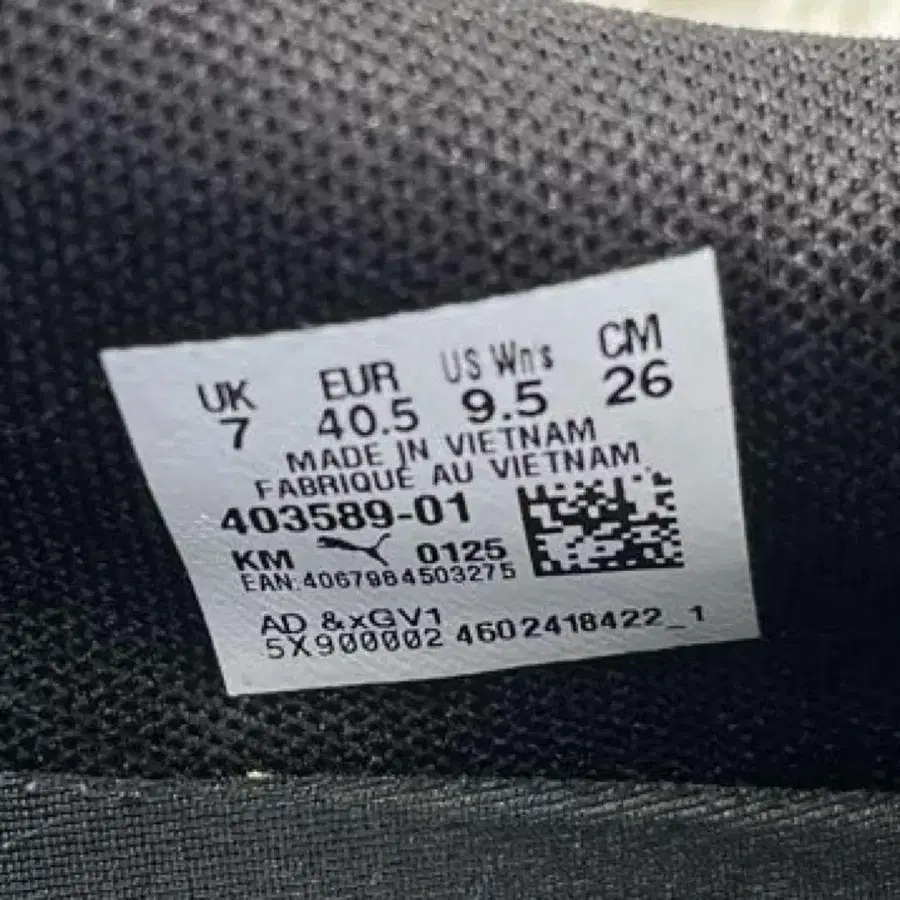 UK EUR US Wn's CM
7 40.5 9.5 26
MADE IN VIETNAM
FABRIQUE AU VIETNAM
403589-01
KM 0125
EAN:4067984503275
AD &xGV1
5X900002 4602418422_1